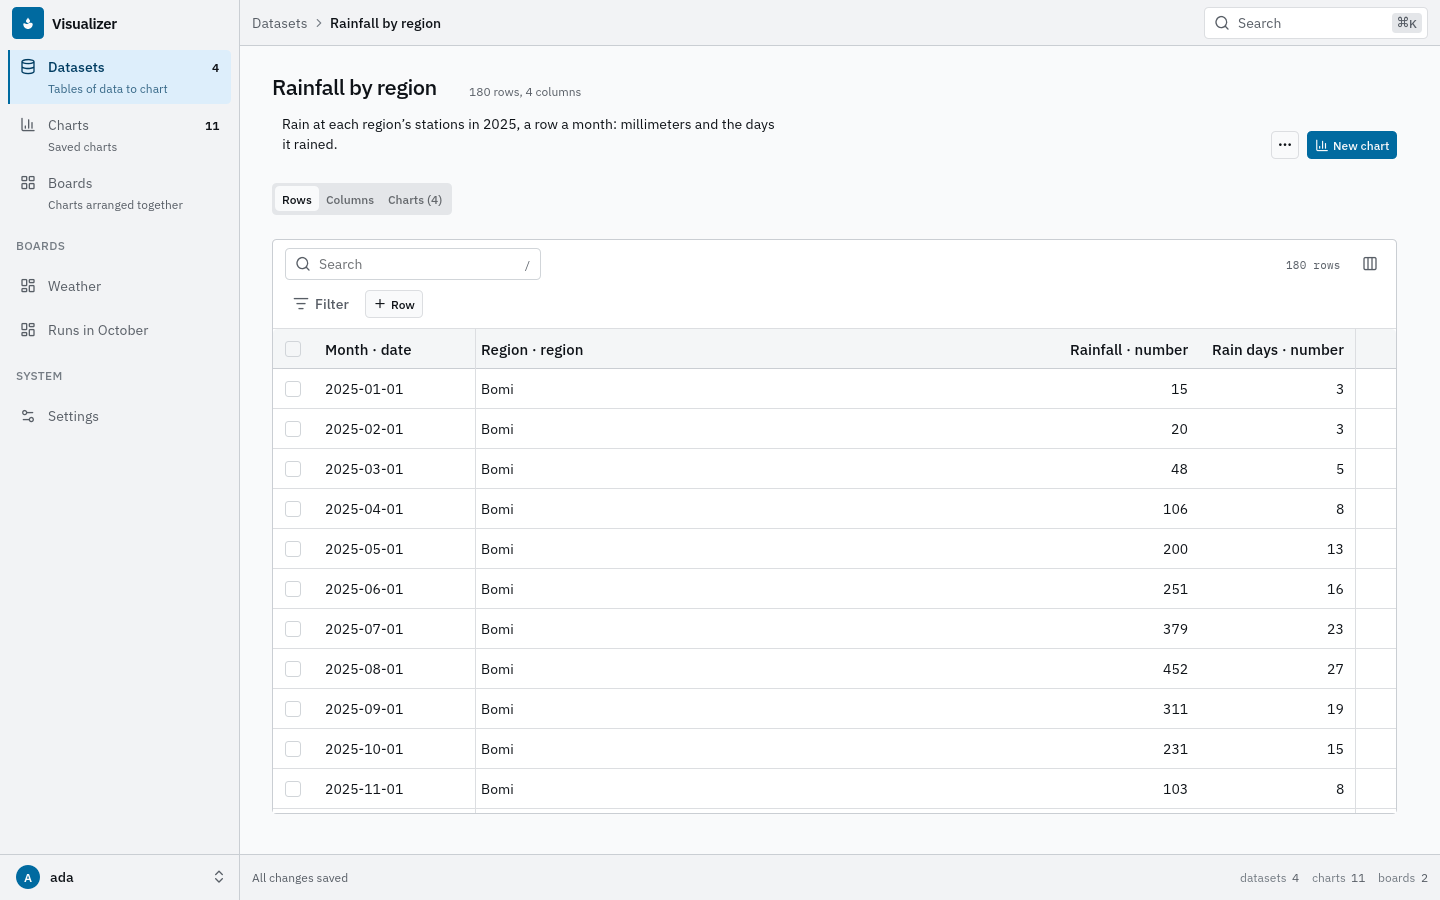 Visualizer
Datasets 4
Tables of data to chart
Charts 11
Saved charts
Boards
Charts arranged together
BOARDS
Weather
Runs in October
SYSTEM
Settings
ada
A
Datasets > Rainfall by region
Search ⌘K
Rainfall by region
180 rows, 4 columns
Rain at each region’s stations in 2025, a row a month: millimeters and the days
it rained.
New chart
Rows Columns Charts (4)
Search /
180 rows
Filter
+ Row
Month · date Region · region Rainfall · number Rain days · number
2025-01-01 Bomi 15 3
2025-02-01 Bomi 20 3
2025-03-01 Bomi 48 5
2025-04-01 Bomi 106 8
2025-05-01 Bomi 200 13
2025-06-01 Bomi 251 16
2025-07-01 Bomi 379 23
2025-08-01 Bomi 452 27
2025-09-01 Bomi 311 19
2025-10-01 Bomi 231 15
2025-11-01 Bomi 103 8
All changes saved
datasets 4 charts 11 boards 2